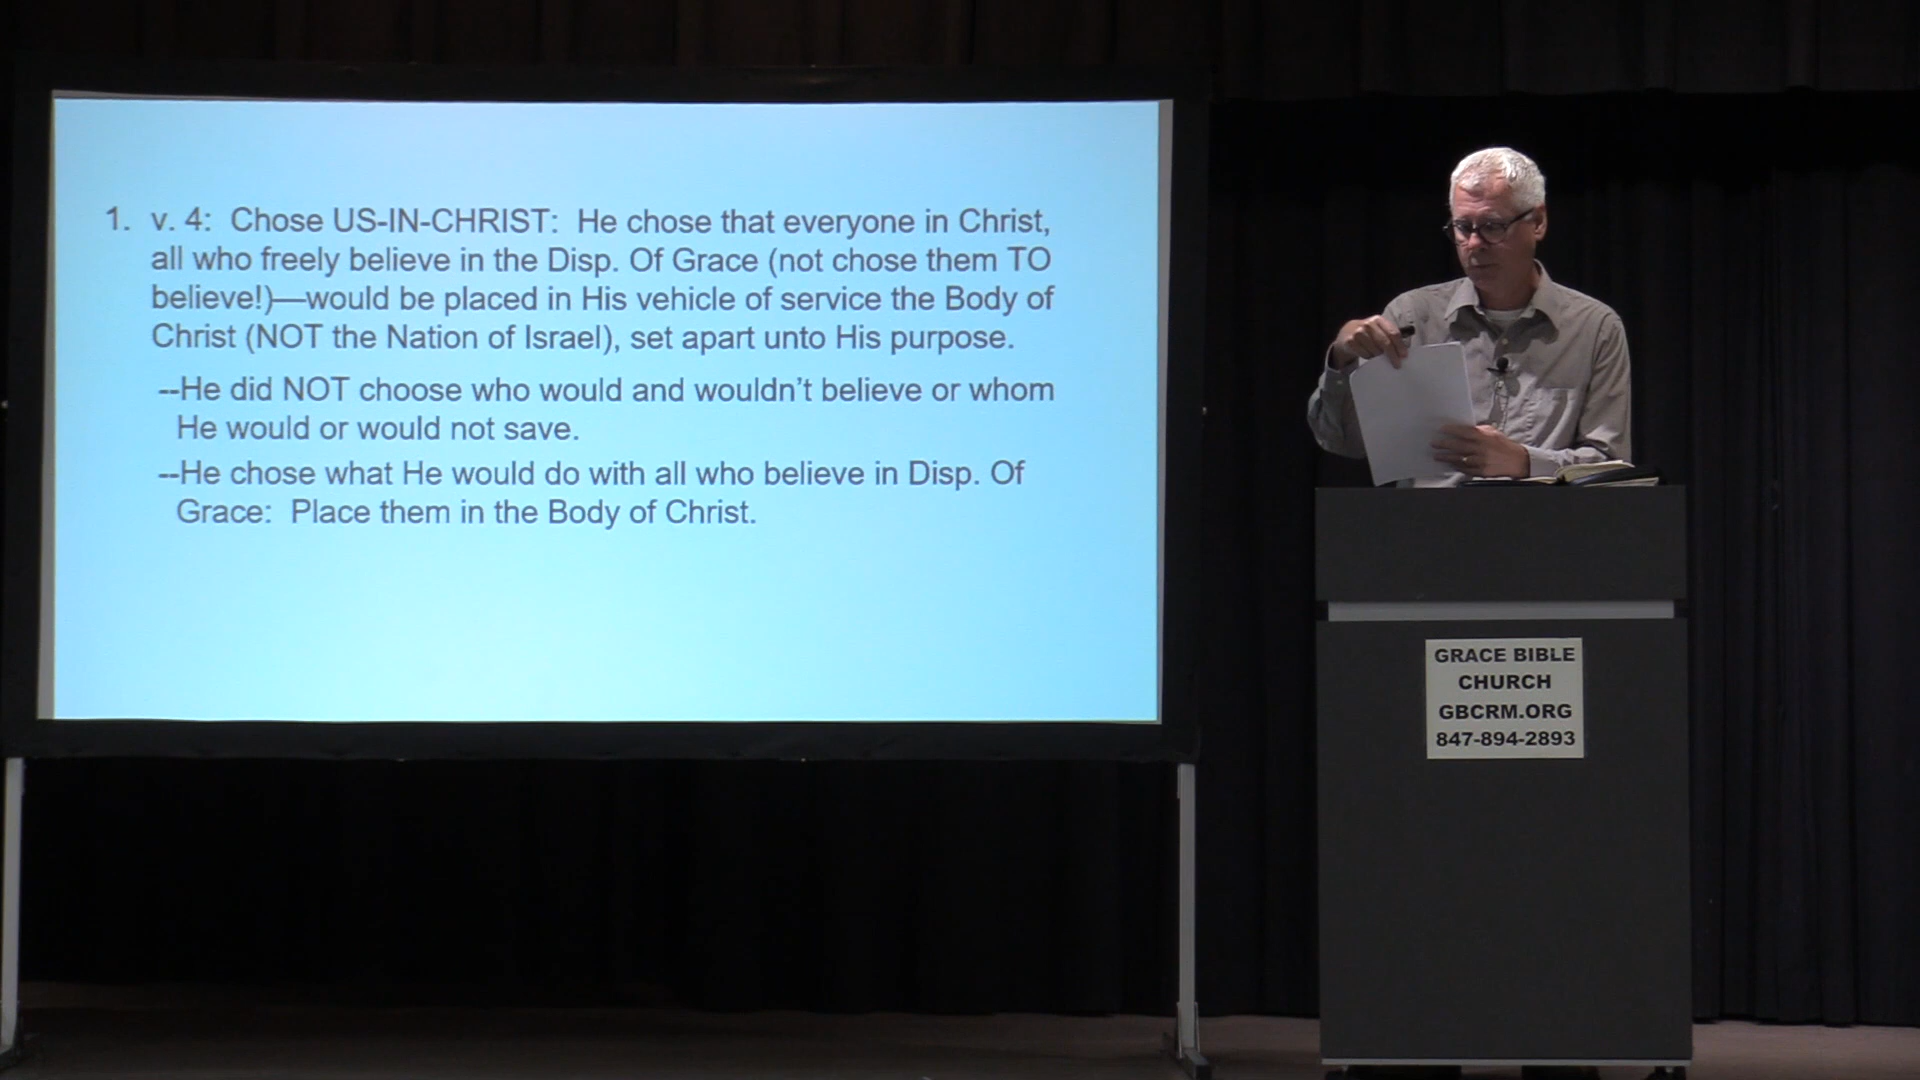 1. v. 4: Chose US-IN-CHRIST: He chose that everyone in Christ,
all who freely believe in the Disp. Of Grace (not chose them TO
believe!)—would be placed in His vehicle of service the Body of
Christ (NOT the Nation of Israel), set apart unto His purpose.
--He did NOT choose who would and wouldn't believe or whom
He would or would not save.
--He chose what He would do with all who believe in Disp. Of
Grace: Place them in the Body of Christ.
GRACE BIBLE
CHURCH
GBCRM.ORG
847-894-2893